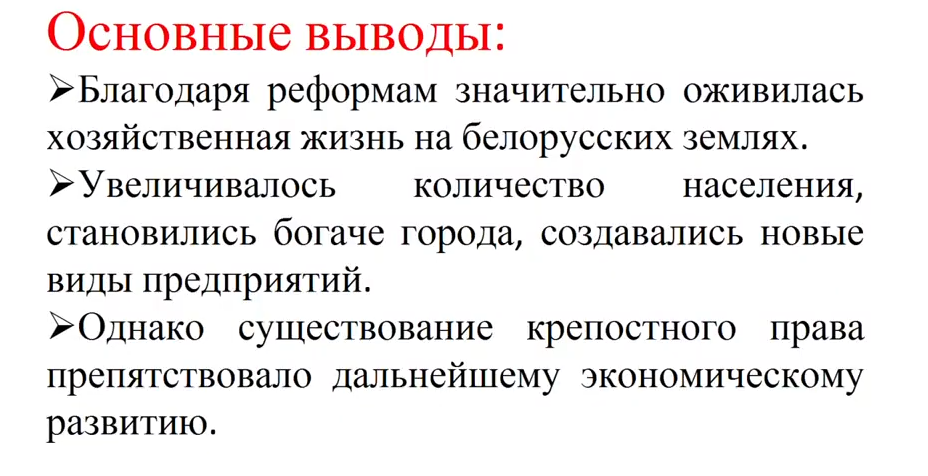 Основные выводы:
➢Благодаря реформам значительно оживилась
хозяйственная жизнь на белорусских землях.
➢Увеличивалось количество населения,
становились богаче города, создавались новые
виды предприятий.
➢Однако существование крепостного права
препятствовало дальнейшему экономическому
развитию.